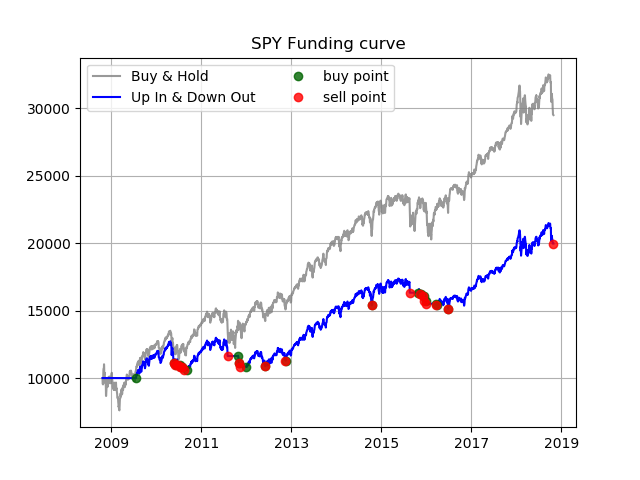 SPY Funding curve
Buy & Hold
Up In & Down Out
buy point
sell point
30000
25000
20000
15000
10000
2009
2011
2013
2015
2017
2019